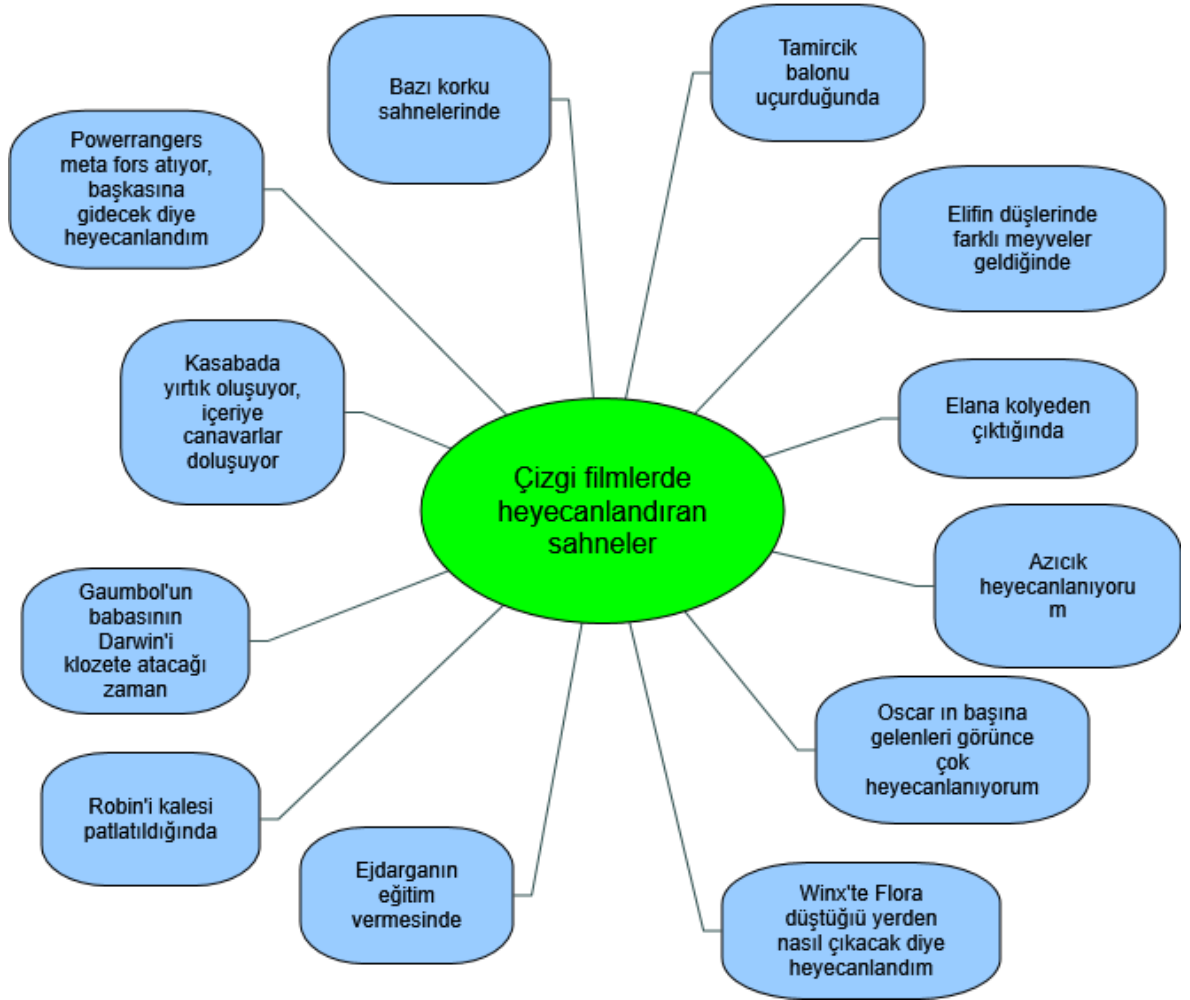 Tamircik
balonu
uçurduğunda
Bazı korku
sahnelerinde
Powerrangers
meta fors atıyor,
başkasına
gidecek diye
heyecanlandım
Elifin düşlerinde
farklı meyveler
geldiğinde
Kasabada
yırtık oluşuyor,
içeriye
canavarlar
doluşuyor
Elana kolyeden
çıktığında
Çizgi filmlerde
heyecanlandıran
sahneler
Azıcık
heyecanlanıyoru
m
Gaumbol'un
babasının
Darwin'i
klozete atacağı
zaman
Oscar ın başına
gelenleri görünce
çok
heyecanlanıyorum
Robin'i kalesi
patlatıldığında
Ejdarganın
eğitim
vermesinde
Winx'te Flora
düştüğıü yerden
nasıl çıkacak diye
heyecanlandım